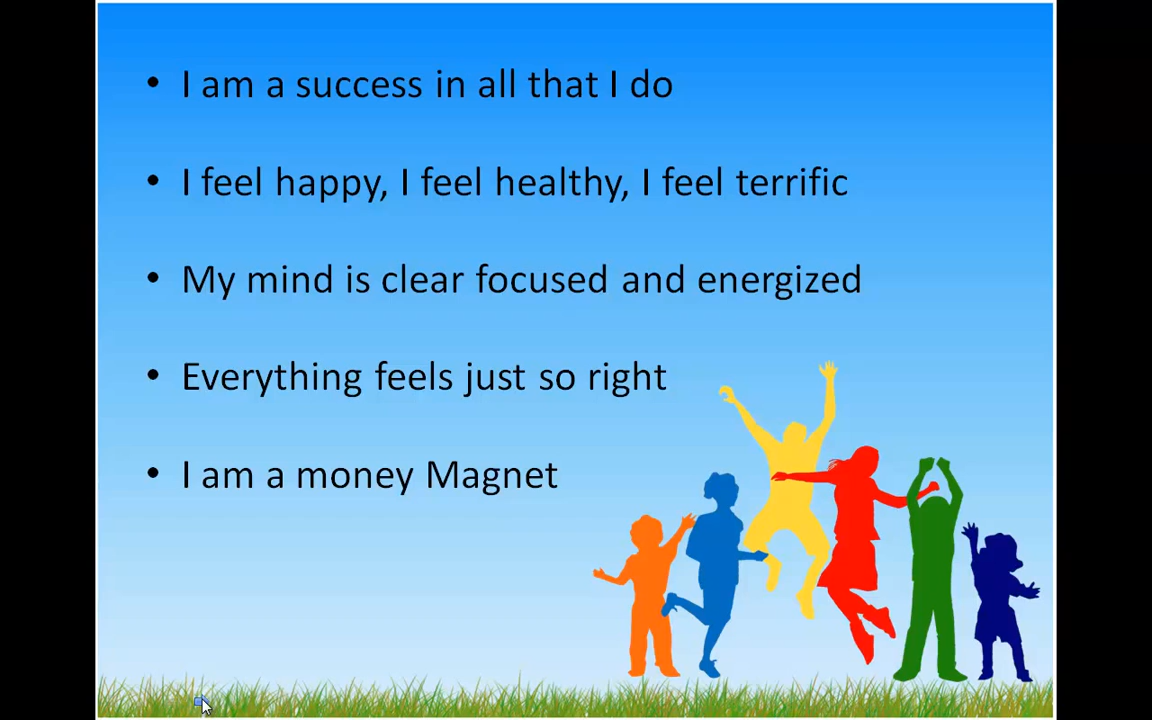 • I am a success in all that I do
• I feel happy, I feel healthy, I feel terrific
• My mind is clear focused and energized
• Everything feels just so right
• I am a money Magnet